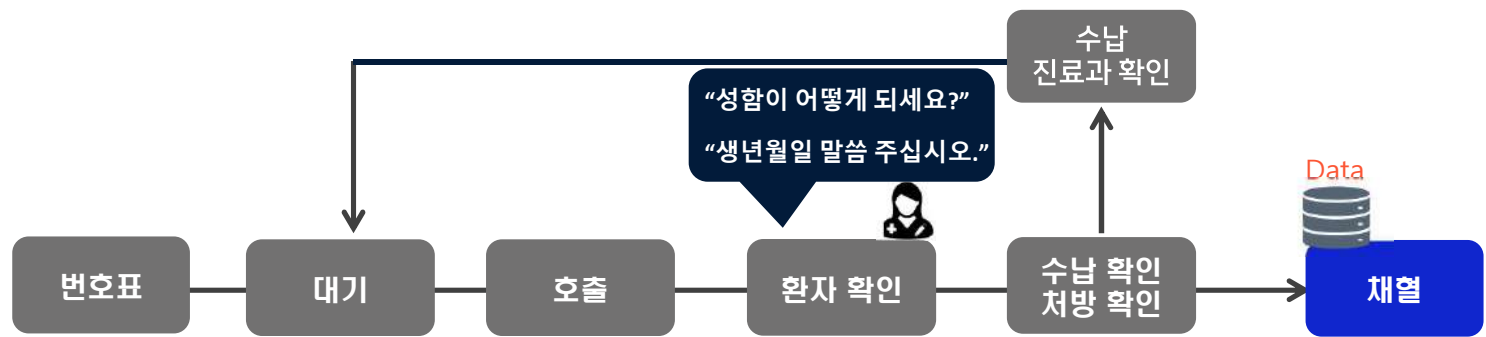 수납
진료과 확인
“성함이 어떻게 되세요?”
“생년월일 말씀 주십시오.”
Data
번호표
대기
호출
환자 확인
수납 확인
처방 확인
채혈